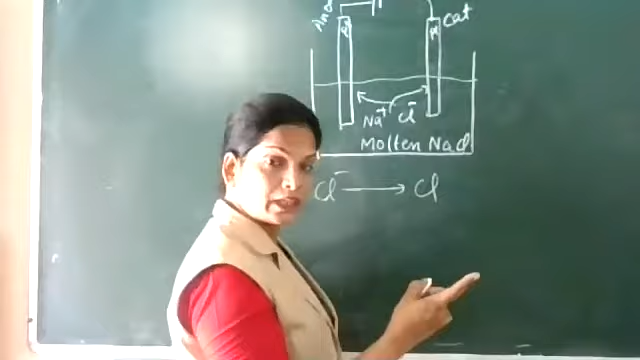 Cat
Na⁺ Cl⁻
Molten NaCl
Cl⁻ → Cl